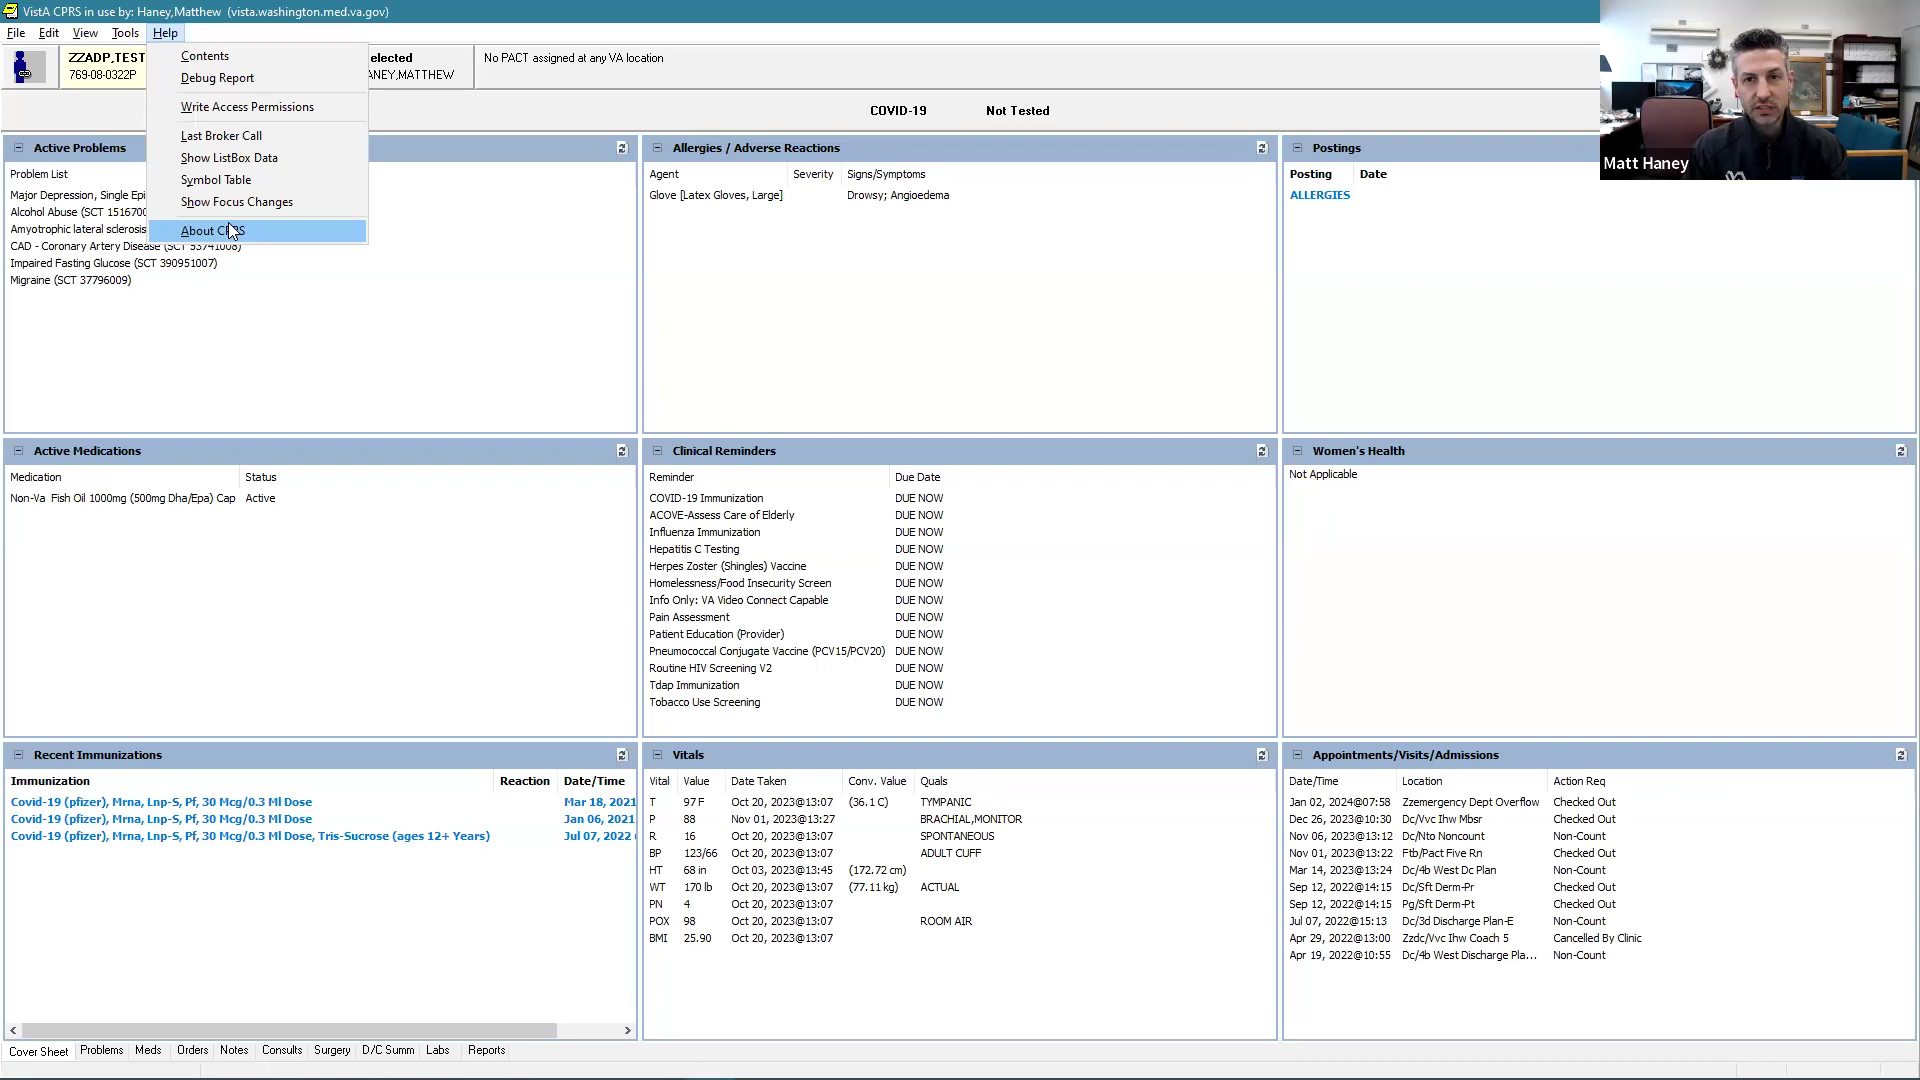 VistA CPRS in use by: Haney,Matthew (vista.washington.med.va.gov)
File Edit View Tools Help
ZZADP,TEST
769-08-0322P
elected
ANEY,MATTHEW
No PACT assigned at any VA location
Contents
Debug Report
Write Access Permissions
Last Broker Call
Show ListBox Data
Symbol Table
Show Focus Changes
About CPRS
COVID-19 Not Tested
Matt Haney
Active Problems
Problem List
Major Depression, Single Epi
Alcohol Abuse (SCT 1516700
Amyotrophic lateral sclerosis
CAD - Coronary Artery Disease (SCT 53741008)
Impaired Fasting Glucose (SCT 390951007)
Migraine (SCT 37796009)
Allergies / Adverse Reactions
Agent Severity Signs/Symptoms
Glove [Latex Gloves, Large] Drowsy; Angioedema
Postings
Posting Date
ALLERGIES
Active Medications
Medication Status
Non-Va Fish Oil 1000mg (500mg Dha/Epa) Cap Active
Clinical Reminders
Reminder Due Date
COVID-19 Immunization DUE NOW
ACOVE-Assess Care of Elderly DUE NOW
Influenza Immunization DUE NOW
Hepatitis C Testing DUE NOW
Herpes Zoster (Shingles) Vaccine DUE NOW
Homelessness/Food Insecurity Screen DUE NOW
Info Only: VA Video Connect Capable DUE NOW
Pain Assessment DUE NOW
Patient Education (Provider) DUE NOW
Pneumococcal Conjugate Vaccine (PCV15/PCV20) DUE NOW
Routine HIV Screening V2 DUE NOW
Tdap Immunization DUE NOW
Tobacco Use Screening DUE NOW
Women's Health
Not Applicable
Recent Immunizations
Immunization Reaction Date/Time
Covid-19 (pfizer), Mrna, Lnp-S, Pf, 30 Mcg/0.3 Ml Dose Mar 18, 2021
Covid-19 (pfizer), Mrna, Lnp-S, Pf, 30 Mcg/0.3 Ml Dose Jan 06, 2021
Covid-19 (pfizer), Mrna, Lnp-S, Pf, 30 Mcg/0.3 Ml Dose, Tris-Sucrose (ages 12+ Years) Jul 07, 2022
Vitals
Vital Value Date Taken Conv. Value Quals
T 97 F Oct 20, 2023@13:07 (36.1 C) TYMPANIC
P 88 Nov 01, 2023@13:27 BRACHIAL,MONITOR
R 16 Oct 20, 2023@13:07 SPONTANEOUS
BP 123/66 Oct 20, 2023@13:07 ADULT CUFF
HT 68 in Oct 03, 2023@13:45 (172.72 cm)
WT 170 lb Oct 20, 2023@13:07 (77.11 kg) ACTUAL
PN 4 Oct 20, 2023@13:07
POX 98 Oct 20, 2023@13:07 ROOM AIR
BMI 25.90 Oct 20, 2023@13:07
Appointments/Visits/Admissions
Date/Time Location Action Req
Jan 02, 2024@07:58 Zzemergency Dept Overflow Checked Out
Dec 26, 2023@10:30 Dc/Vvc Ihw Mbsr Checked Out
Nov 06, 2023@13:12 Dc/Nto Noncount Non-Count
Nov 01, 2023@13:22 Ftb/Pact Five Rn Checked Out
Mar 14, 2023@13:24 Dc/4b West Dc Plan Non-Count
Sep 12, 2022@14:15 Dc/Sft Derm-Pr Checked Out
Sep 12, 2022@14:15 Pg/Sft Derm-Pt Checked Out
Jul 07, 2022@15:13 Dc/3d Discharge Plan-E Non-Count
Apr 29, 2022@13:00 Zzdc/Vvc Ihw Coach 5 Cancelled By Clinic
Apr 19, 2022@10:55 Dc/4b West Discharge Pla... Non-Count
Cover Sheet Problems Meds Orders Notes Consults Surgery D/C Summ Labs Reports